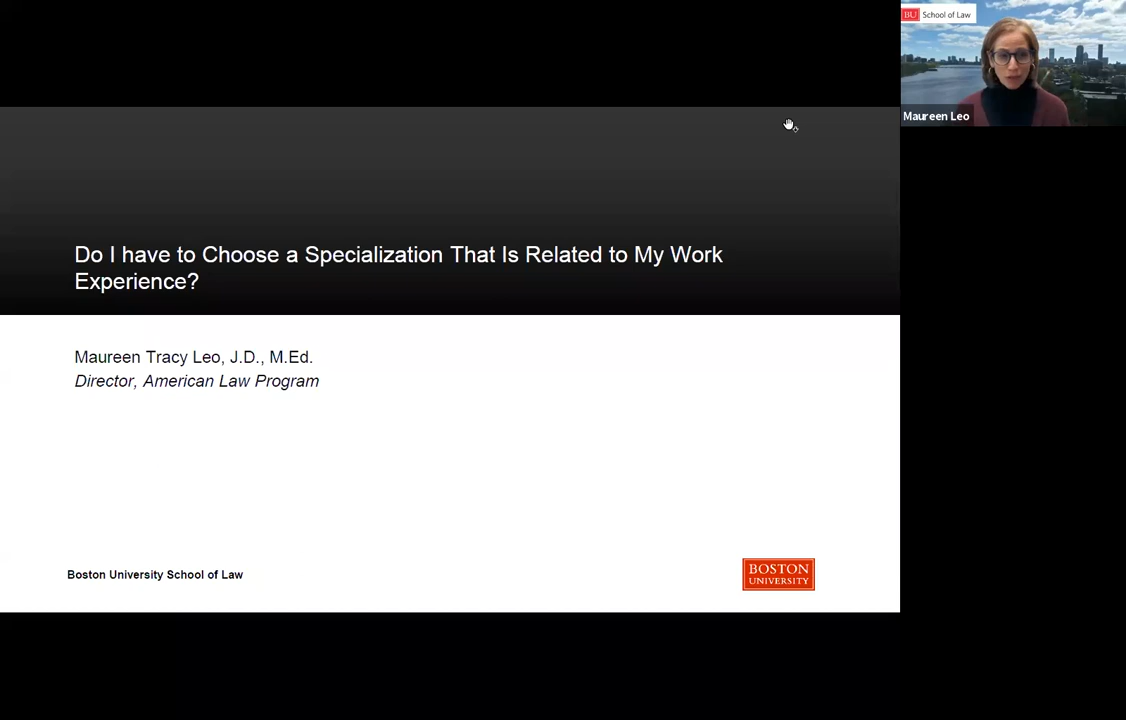 BU School of Law
Maureen Leo
Do I have to Choose a Specialization That Is Related to My Work
Experience?
Maureen Tracy Leo, J.D., M.Ed.
Director, American Law Program
Boston University School of Law
BOSTON
UNIVERSITY